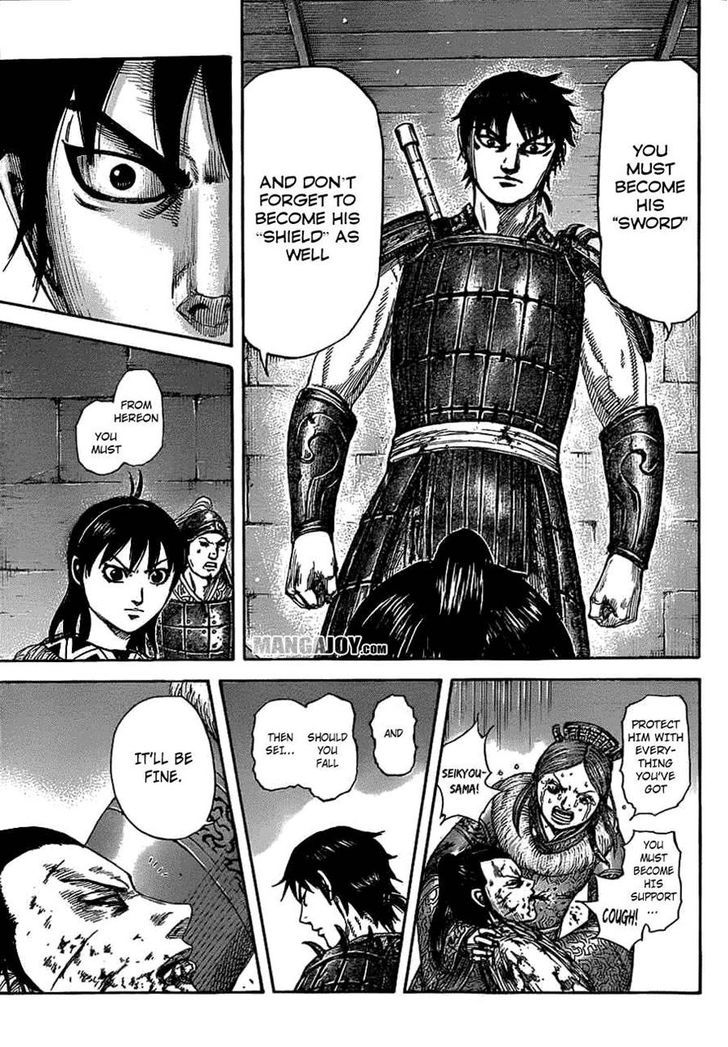 YOU
MUST
BECOME
HIS
"SWORD"
AND DON'T
FORGET TO
BECOME HIS
"SHIELD" AS
WELL
FROM
HEREON
YOU
MUST
MANGAJOY.COM
PROTECT
HIM WITH
EVERY-
THING
YOU'VE
GOT
SEIKYOU-
SAMA!
YOU
MUST
BECOME
HIS
SUPPORT
...
COUGH!
AND
SHOULD
YOU
FALL
THEN
SEI...
IT'LL BE
FINE.